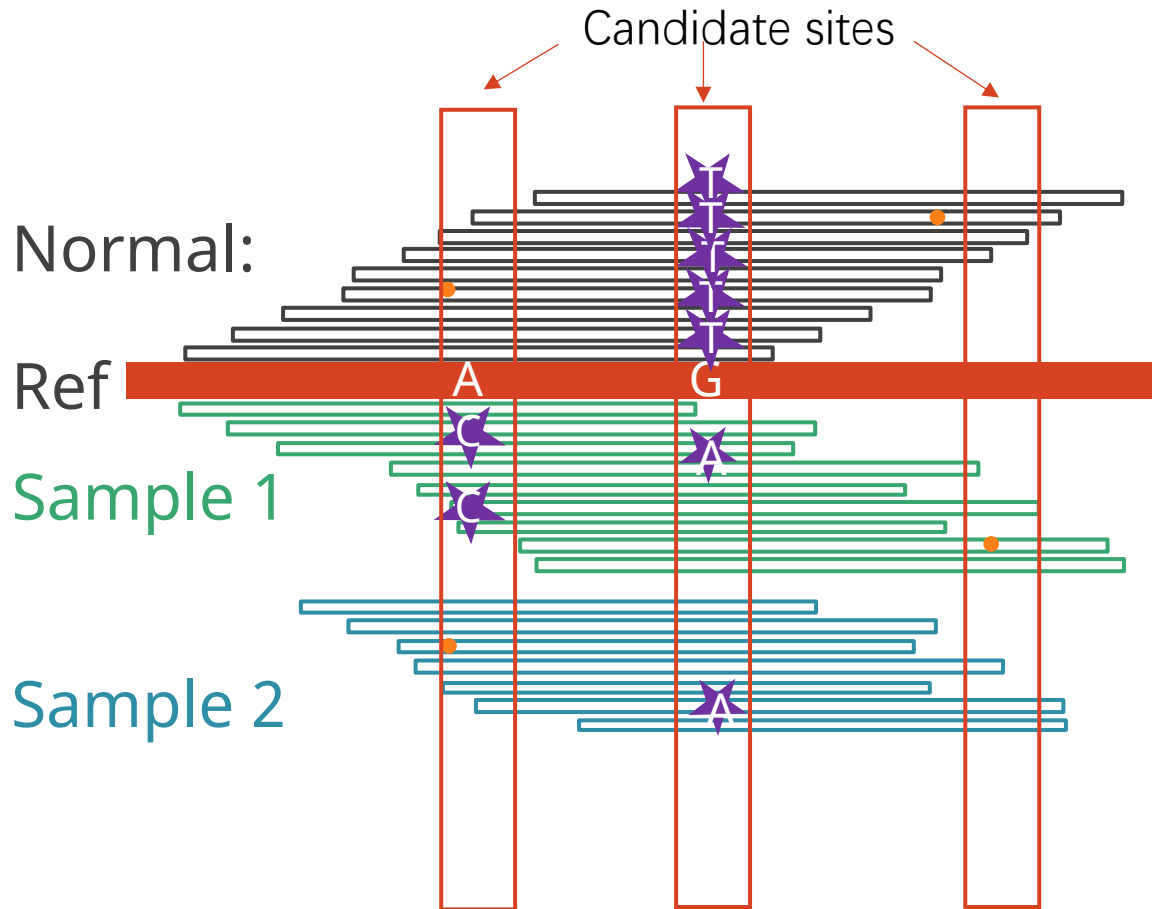 Candidate sites
T
T
Normal:
T
T
T
Ref
A G
C
A
Sample 1
C
Sample 2
A